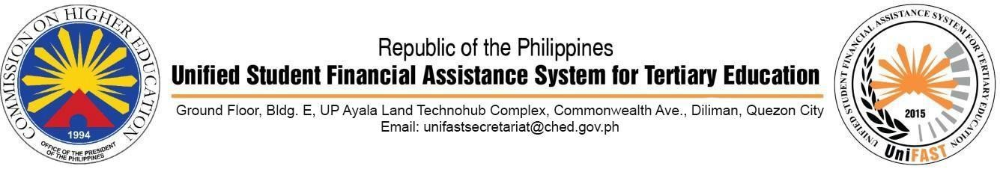 COMMISSION ON HIGHER EDUCATION
1994
OFFICE OF THE PRESIDENT
OF THE PHILIPPINES
Republic of the Philippines
Unified Student Financial Assistance System for Tertiary Education
Ground Floor, Bldg. E, UP Ayala Land Technohub Complex, Commonwealth Ave., Diliman, Quezon City
Email: unifastsecretariat@ched.gov.ph
UNIFIED STUDENT FINANCIAL ASSISTANCE SYSTEM FOR TERTIARY EDUCATION
2015
UniFAST